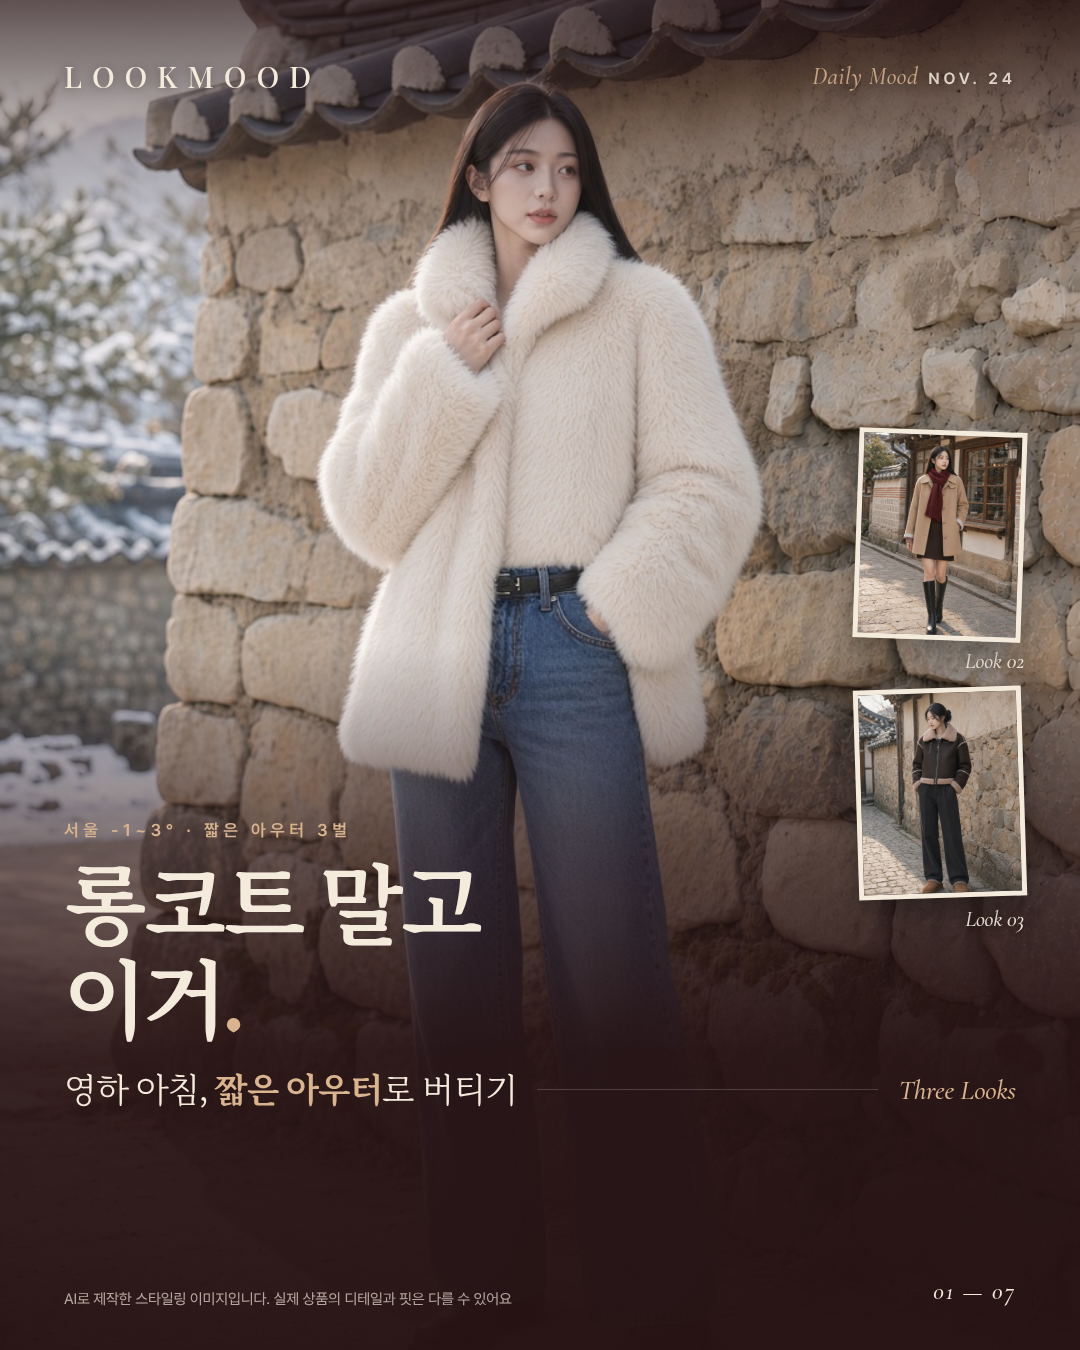 LOOKMOOD
Daily Mood NOV. 24
Look 02
Look 03
서울 -1~3° · 짧은 아우터 3벌
롱코트 말고
이거.
영하 아침, 짧은 아우터로 버티기
Three Looks
AI로 제작한 스타일링 이미지입니다. 실제 상품의 디테일과 핏은 다를 수 있어요
01 — 07